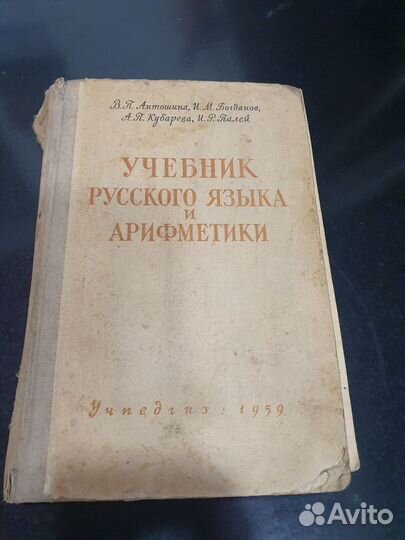 В. П. Антошина, И. М. Богданов,
А. П. Кубарева, И. Р. Палей
УЧЕБНИК
РУССКОГО ЯЗЫКА
И
АРИФМЕТИКИ
Учпедгиз · 1959
Avito